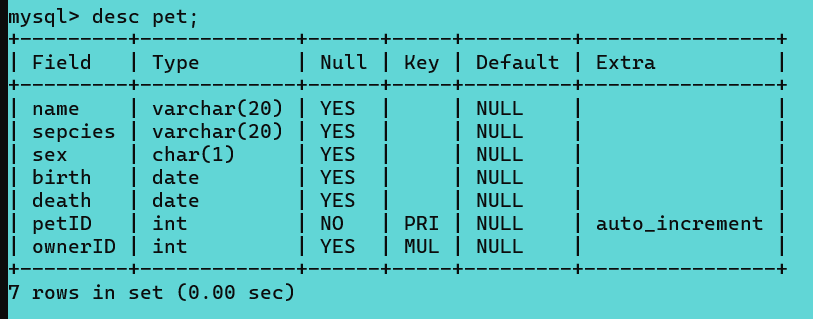 mysql> desc pet;
+----------+-------------+------+-----+---------+----------------+
| Field    | Type        | Null | Key | Default | Extra          |
+----------+-------------+------+-----+---------+----------------+
| name     | varchar(20) | YES  |     | NULL    |                |
| sepcies  | varchar(20) | YES  |     | NULL    |                |
| sex      | char(1)     | YES  |     | NULL    |                |
| birth    | date        | YES  |     | NULL    |                |
| death    | date        | YES  |     | NULL    |                |
| petID    | int         | NO   | PRI | NULL    | auto_increment |
| ownerID | int         | YES  | MUL | NULL    |                |
+----------+-------------+------+-----+---------+----------------+
7 rows in set (0.00 sec)